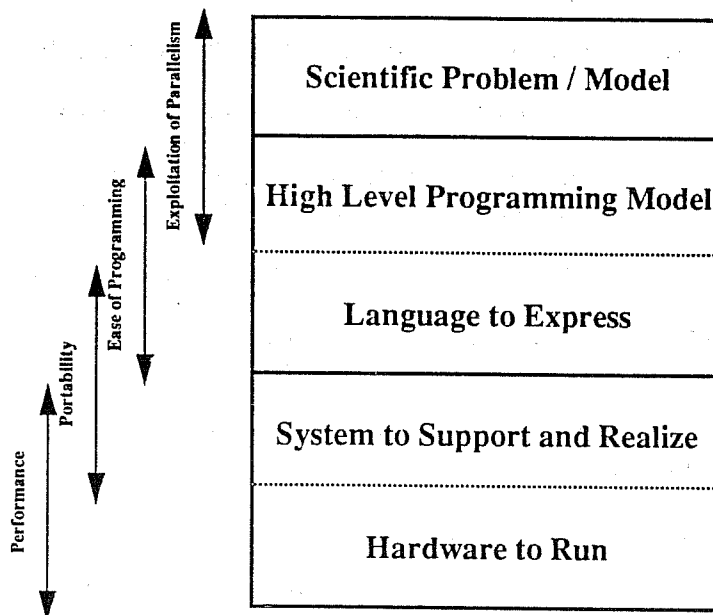 Exploitation of Parallelism
Ease of Programming
Portability
Performance
Scientific Problem / Model
High Level Programming Model
Language to Express
System to Support and Realize
Hardware to Run